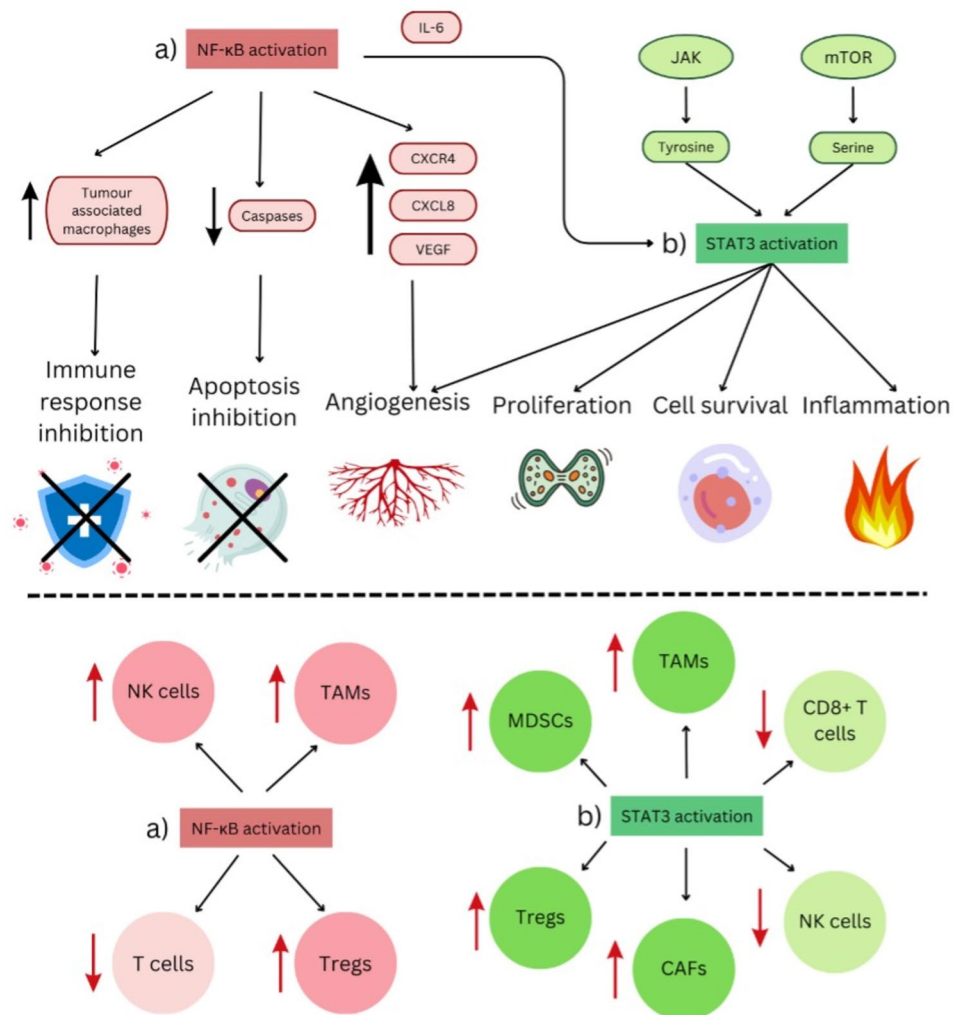 a)
NF-κB activation
IL-6
JAK
mTOR
Tyrosine
Serine
Tumour
associated
macrophages
Caspases
CXCR4
CXCL8
VEGF
b)
STAT3 activation
Immune
response
inhibition
Apoptosis
inhibition
Angiogenesis
Proliferation
Cell survival
Inflammation
NK cells
TAMs
a)
NF-κB activation
T cells
Tregs
TAMs
MDSCs
CD8+ T
cells
b)
STAT3 activation
Tregs
CAFs
NK cells